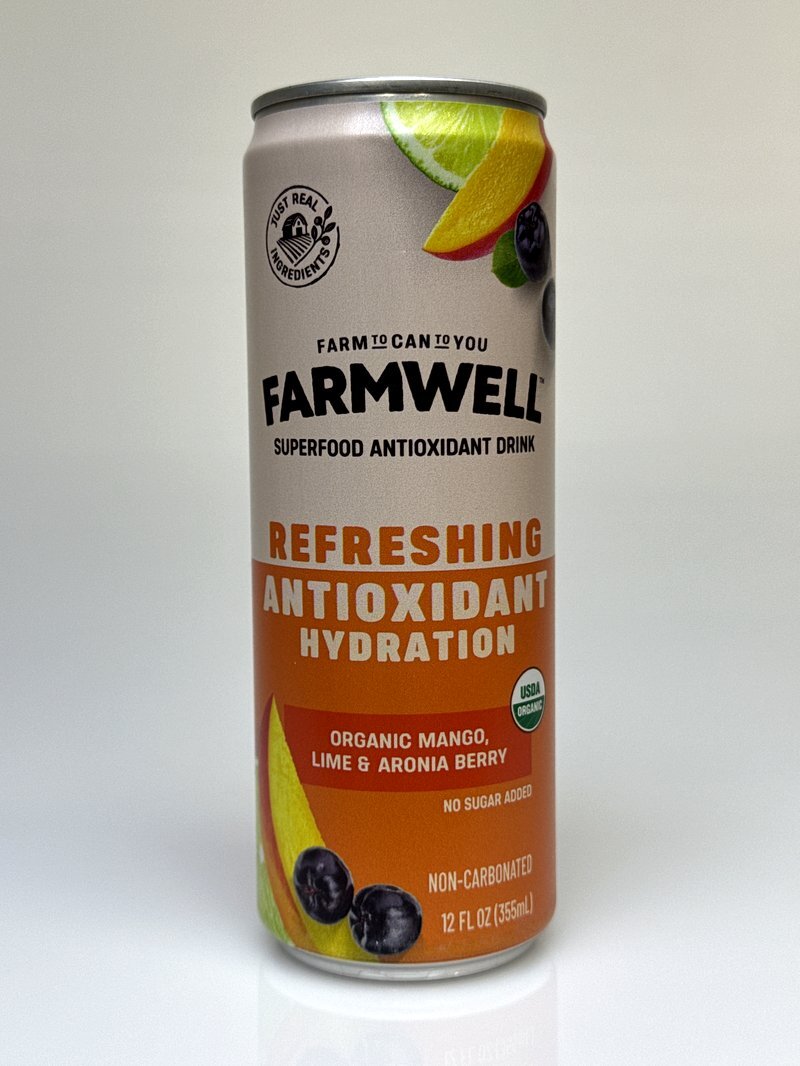 JUST REAL
INGREDIENTS
FARM TO CAN TO YOU
FARMWELL™
SUPERFOOD ANTIOXIDANT DRINK
REFRESHING
ANTIOXIDANT
HYDRATION
USDA
ORGANIC
ORGANIC MANGO,
LIME & ARONIA BERRY
NO SUGAR ADDED
NON-CARBONATED
12 FL OZ (355mL)